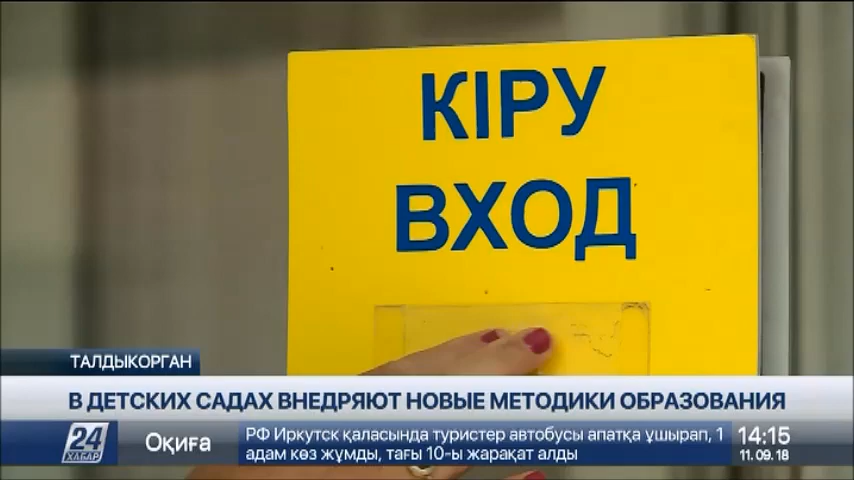 КІРУ
ВХОД
ТАЛДЫКОРГАН
В ДЕТСКИХ САДАХ ВНЕДРЯЮТ НОВЫЕ МЕТОДИКИ ОБРАЗОВАНИЯ
24
ХАБАР
Оқиға
РФ Иркутск қаласында туристер автобусы апатқа ұшырап, 1
адам көз жұмды, тағы 10-ы жарақат алды
14:15
11.09.18